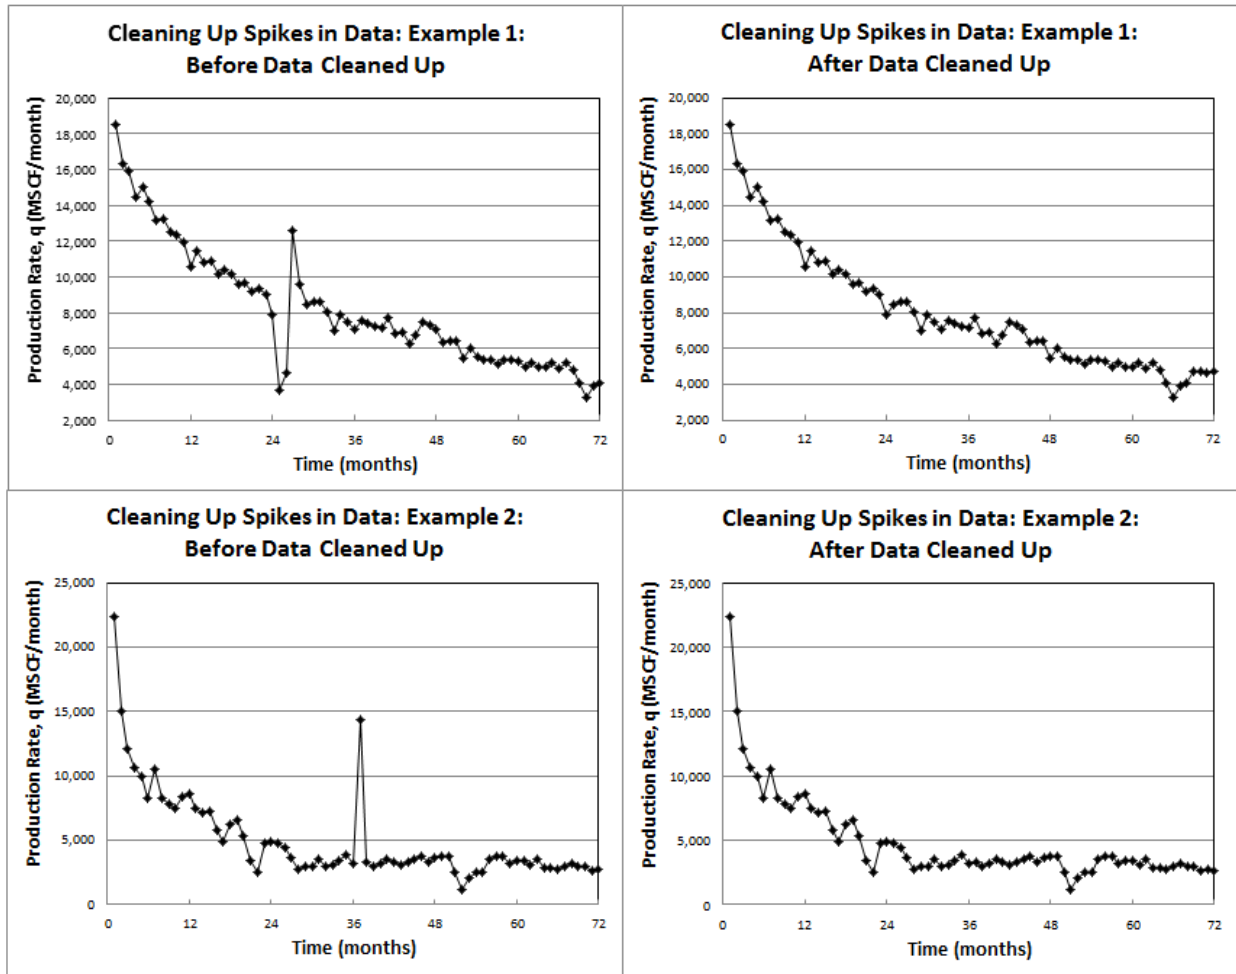 Cleaning Up Spikes in Data: Example 1:
Before Data Cleaned Up
Production Rate, q (MSCF/month)
20,000
18,000
16,000
14,000
12,000
10,000
8,000
6,000
4,000
2,000
0 12 24 36 48 60 72
Time (months)
Cleaning Up Spikes in Data: Example 1:
After Data Cleaned Up
Production Rate, q (MSCF/month)
20,000
18,000
16,000
14,000
12,000
10,000
8,000
6,000
4,000
2,000
0 12 24 36 48 60 72
Time (months)
Cleaning Up Spikes in Data: Example 2:
Before Data Cleaned Up
Production Rate, q (MSCF/month)
25,000
20,000
15,000
10,000
5,000
0
0 12 24 36 48 60 72
Time (months)
Cleaning Up Spikes in Data: Example 2:
After Data Cleaned Up
Production Rate, q (MSCF/month)
25,000
20,000
15,000
10,000
5,000
0
0 12 24 36 48 60 72
Time (months)